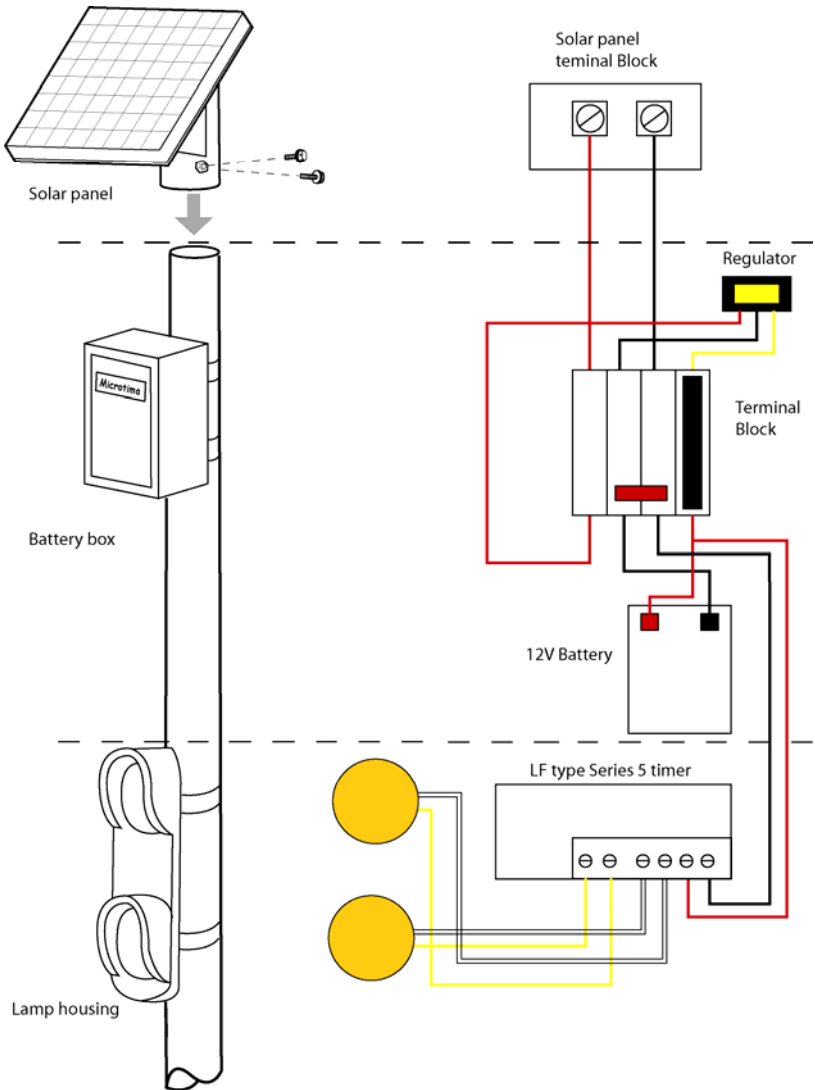 Solar panel
teminal Block
Solar panel
Regulator
Microtime
Terminal
Block
Battery box
12V Battery
LF type Series 5 timer
Lamp housing